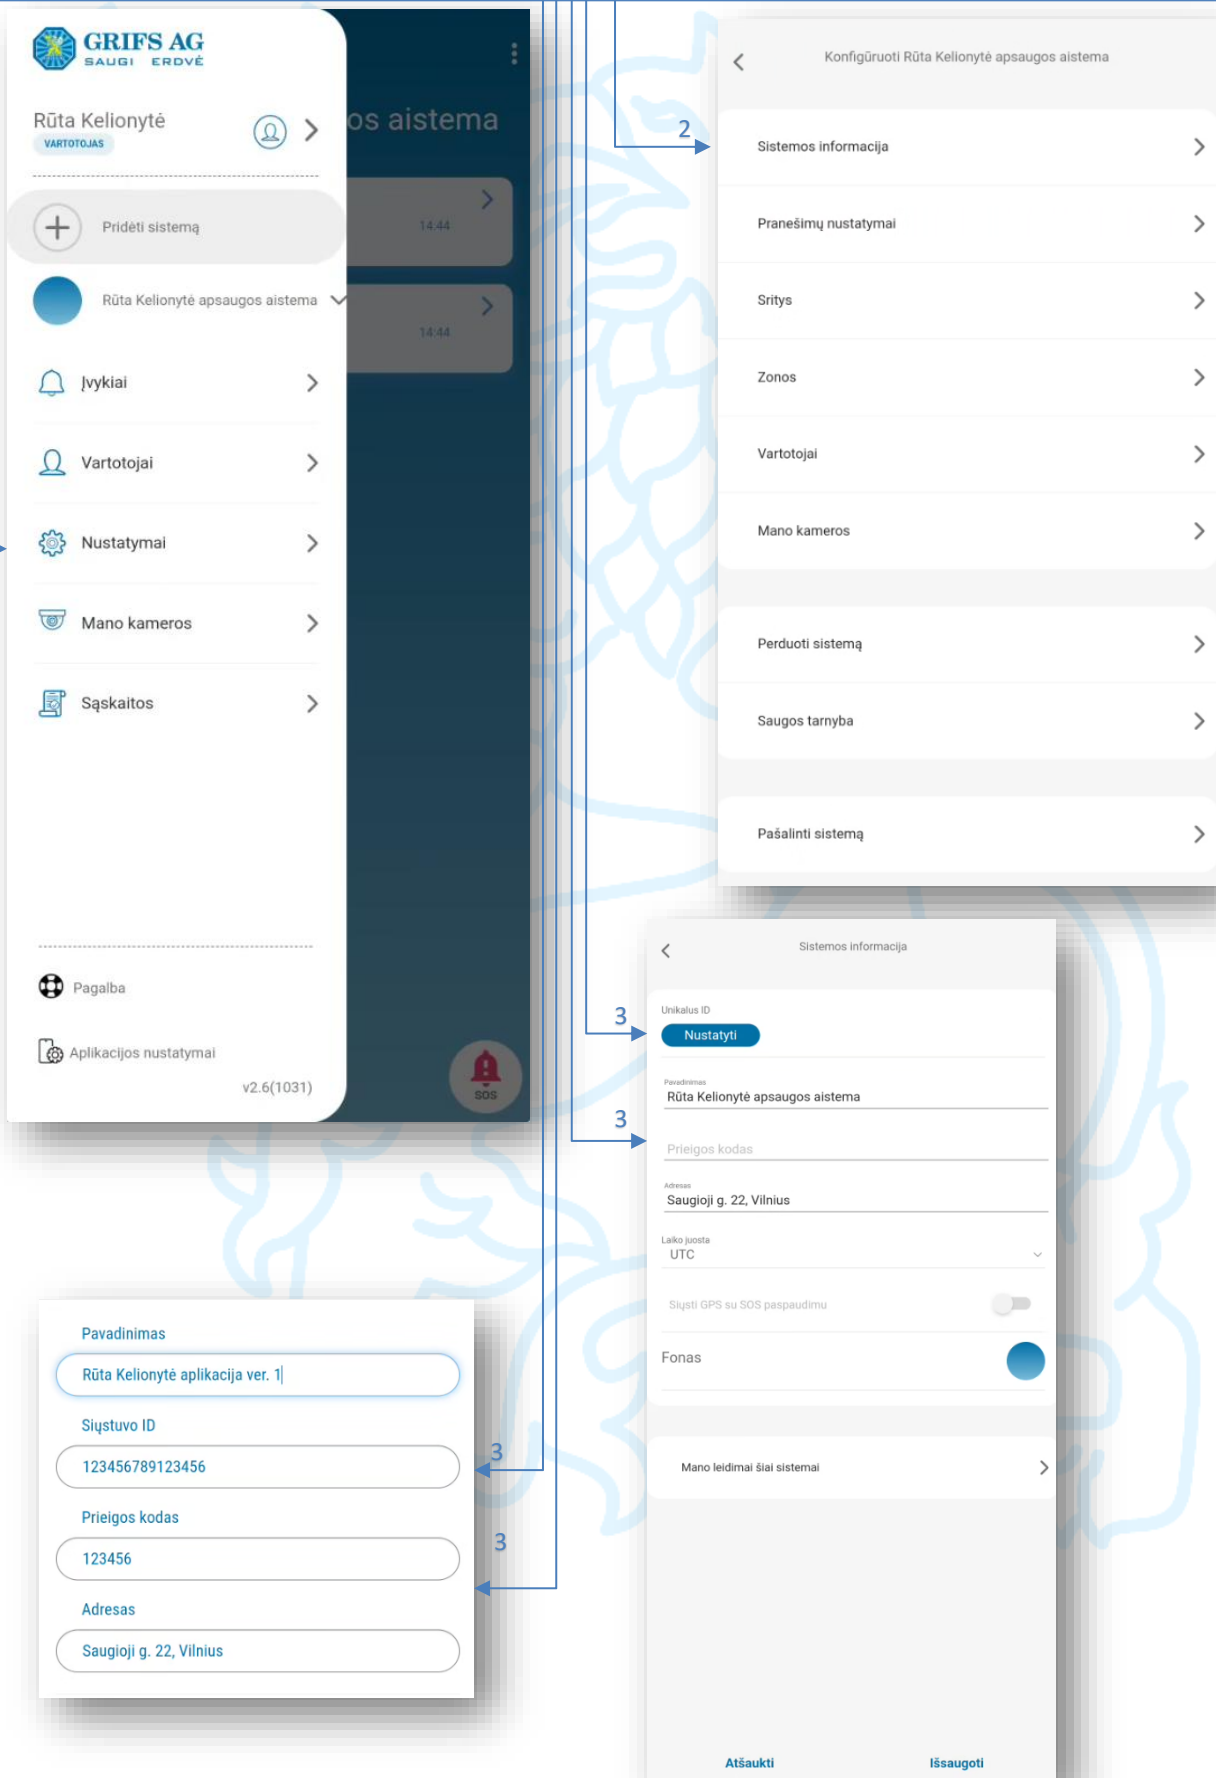 GRIFS AG
SAUGI ERDVĖ
Rūta Kelionytė
VARTOTOJAS
os aistema
Pridėti sistemą
14:44
Rūta Kelionytė apsaugos aistema
14:44
Įvykiai
Vartotojai
Nustatymai
Mano kameros
Sąskaitos
Pagalba
Aplikacijos nustatymai
v2.6(1031)
SOS
Konfigūruoti Rūta Kelionytė apsaugos aistema
2
Sistemos informacija
Pranešimų nustatymai
Sritys
Zonos
Vartotojai
Mano kameros
Perduoti sistemą
Saugos tarnyba
Pašalinti sistemą
Sistemos informacija
3
Unikalus ID
Nustatyti
Pavadinimas
Rūta Kelionytė apsaugos aistema
3
Prieigos kodas
Adresas
Saugioji g. 22, Vilnius
Laiko juosta
UTC
Siųsti GPS su SOS paspaudimu
Fonas
Mano leidimai šiai sistemai
Atšaukti
Išsaugoti
Pavadinimas
Rūta Kelionytė aplikacija ver. 1
Siųstuvo ID
123456789123456
3
Prieigos kodas
123456
3
Adresas
Saugioji g. 22, Vilnius